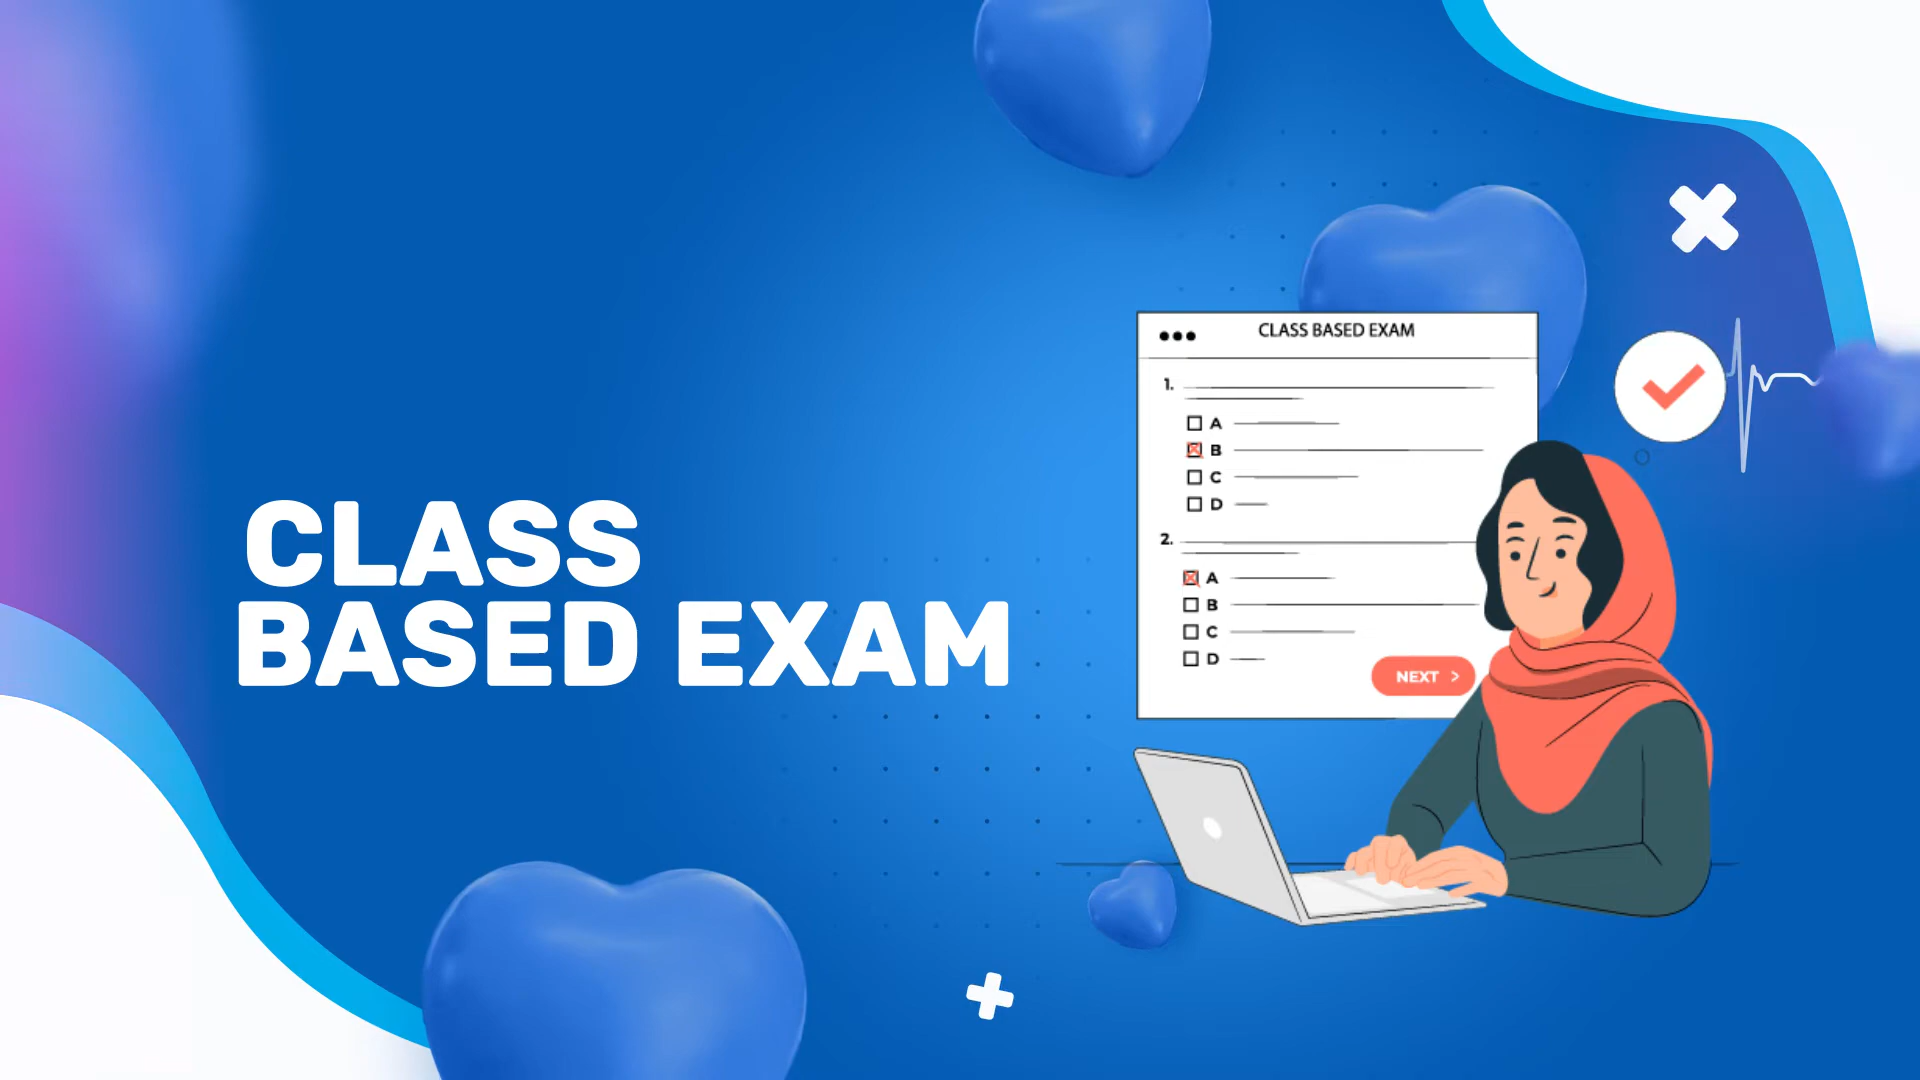 CLASS
BASED EXAM
CLASS BASED EXAM
1.
A
B
C
D
2.
A
B
C
D
NEXT >